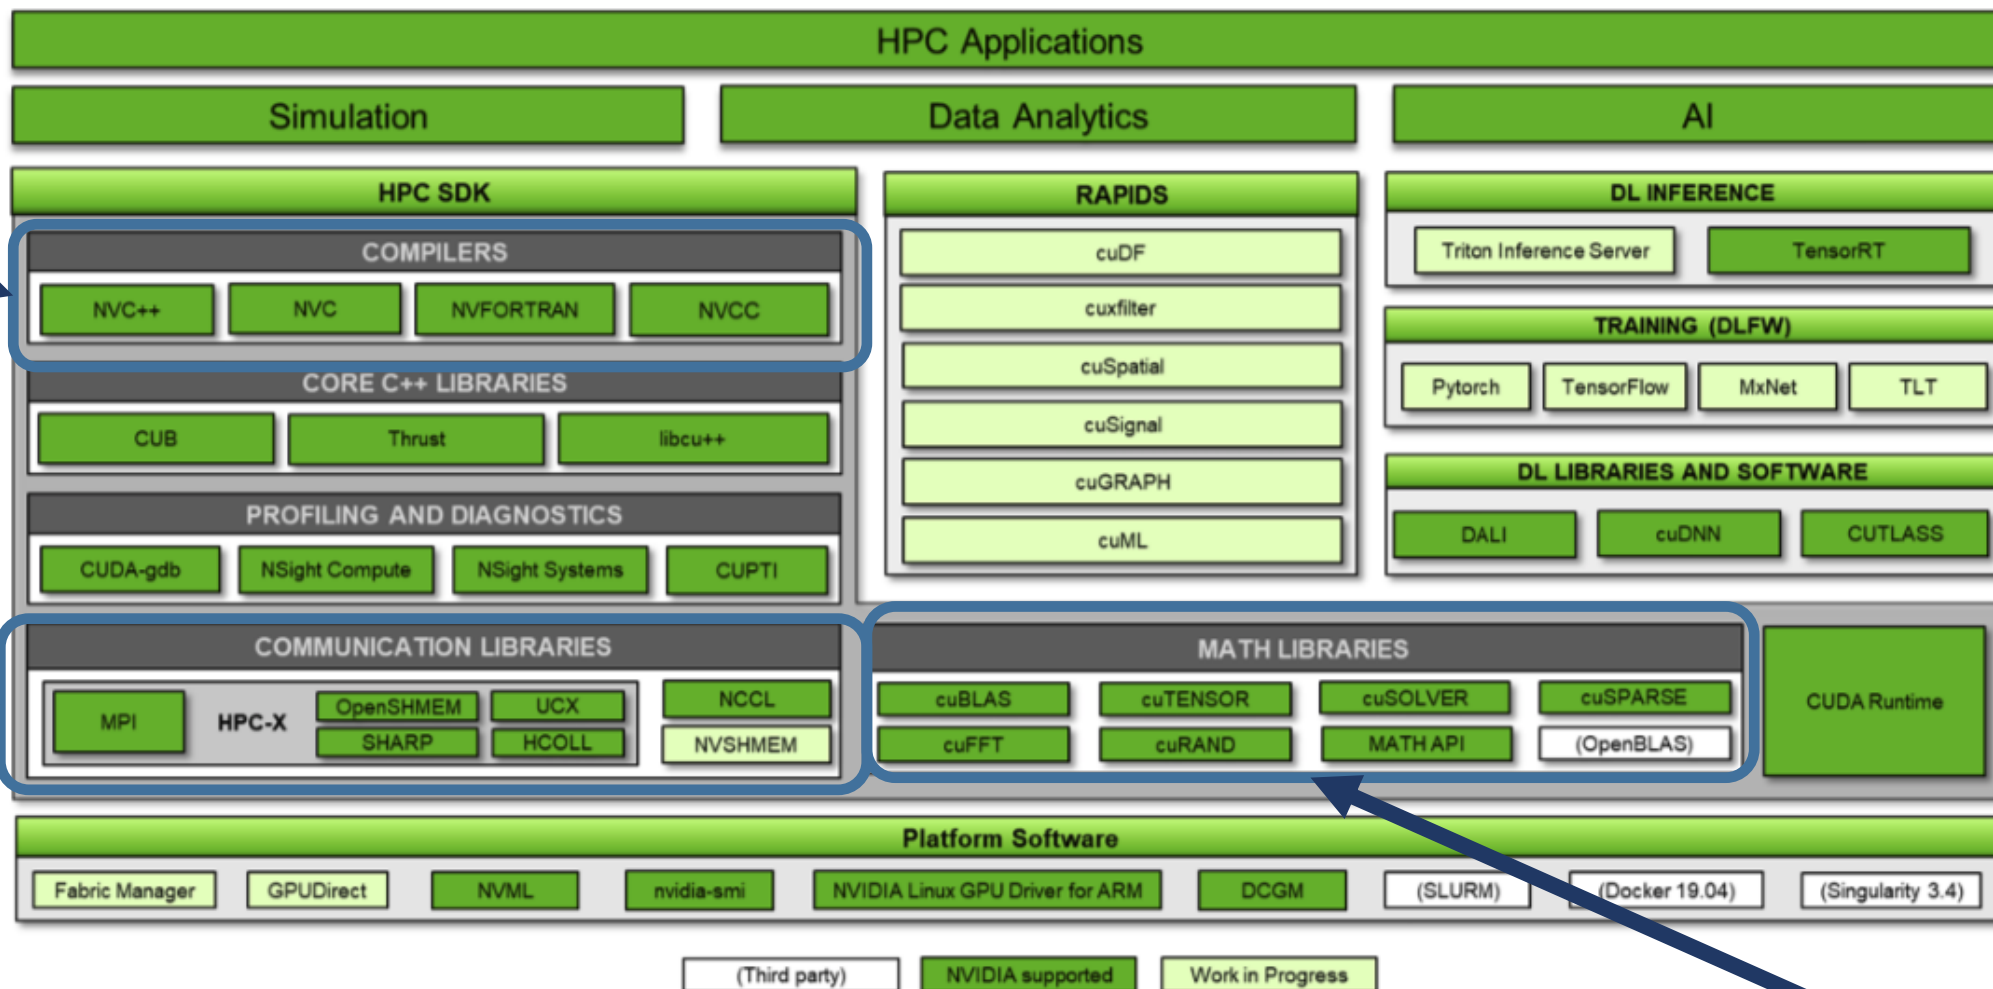 HPC Applications
Simulation
Data Analytics
AI
HPC SDK
COMPILERS
NVC++
NVC
NVFORTRAN
NVCC
CORE C++ LIBRARIES
CUB
Thrust
libcu++
PROFILING AND DIAGNOSTICS
CUDA-gdb
NSight Compute
NSight Systems
CUPTI
COMMUNICATION LIBRARIES
MPI
HPC-X
OpenSHMEM
UCX
SHARP
HCOLL
NCCL
NVSHMEM
RAPIDS
cuDF
cuxfilter
cuSpatial
cuSignal
cuGRAPH
cuML
DL INFERENCE
Triton Inference Server
TensorRT
TRAINING (DLFW)
Pytorch
TensorFlow
MxNet
TLT
DL LIBRARIES AND SOFTWARE
DALI
cuDNN
CUTLASS
MATH LIBRARIES
cuBLAS
cuTENSOR
cuSOLVER
cuSPARSE
cuFFT
cuRAND
MATH API
(OpenBLAS)
CUDA Runtime
Platform Software
Fabric Manager
GPUDirect
NVML
nvidia-smi
NVIDIA Linux GPU Driver for ARM
DCGM
(SLURM)
(Docker 19.04)
(Singularity 3.4)
(Third party)
NVIDIA supported
Work in Progress